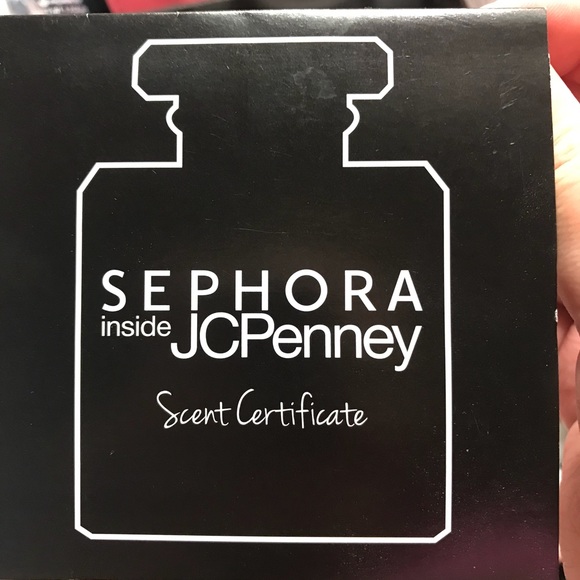 SEPHORA
inside JCPenney
Scent Certificate